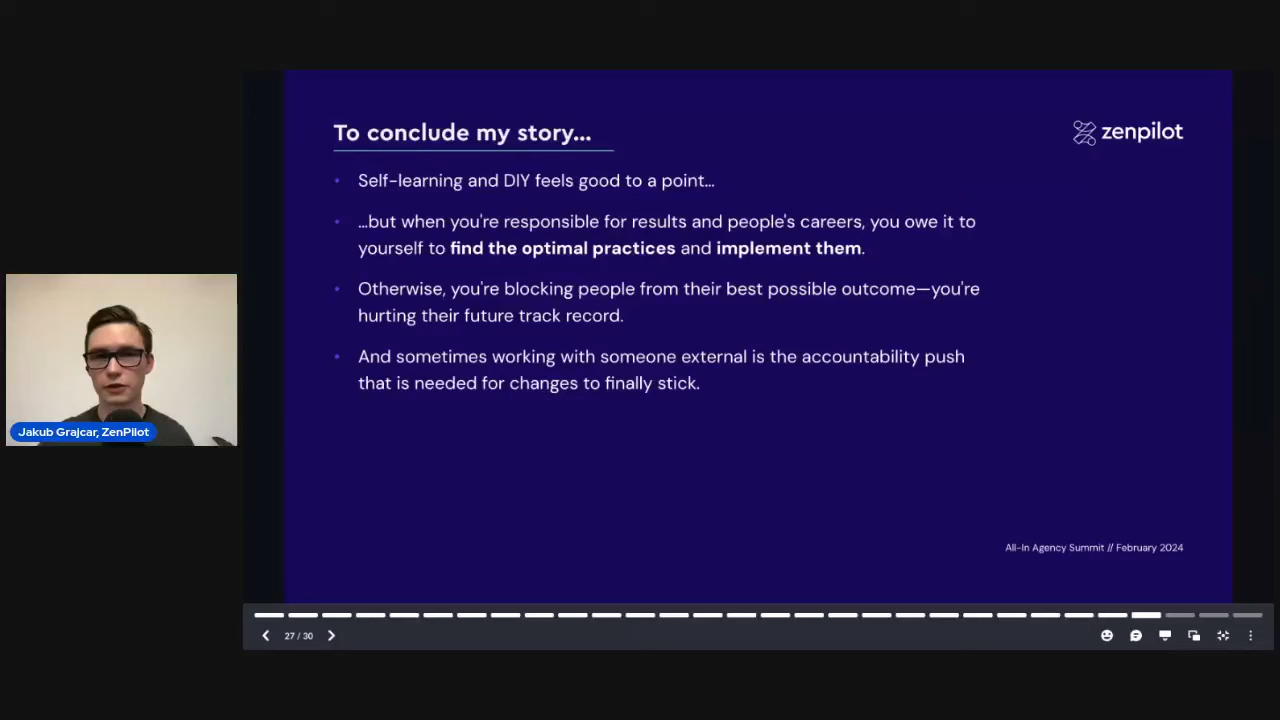 To conclude my story...
zenpilot
Self-learning and DIY feels good to a point...
...but when you're responsible for results and people's careers, you owe it to
yourself to find the optimal practices and implement them.
Otherwise, you're blocking people from their best possible outcome—you're
hurting their future track record.
And sometimes working with someone external is the accountability push
that is needed for changes to finally stick.
Jakub Grajcar, ZenPilot
All-In Agency Summit // February 2024
27 / 30